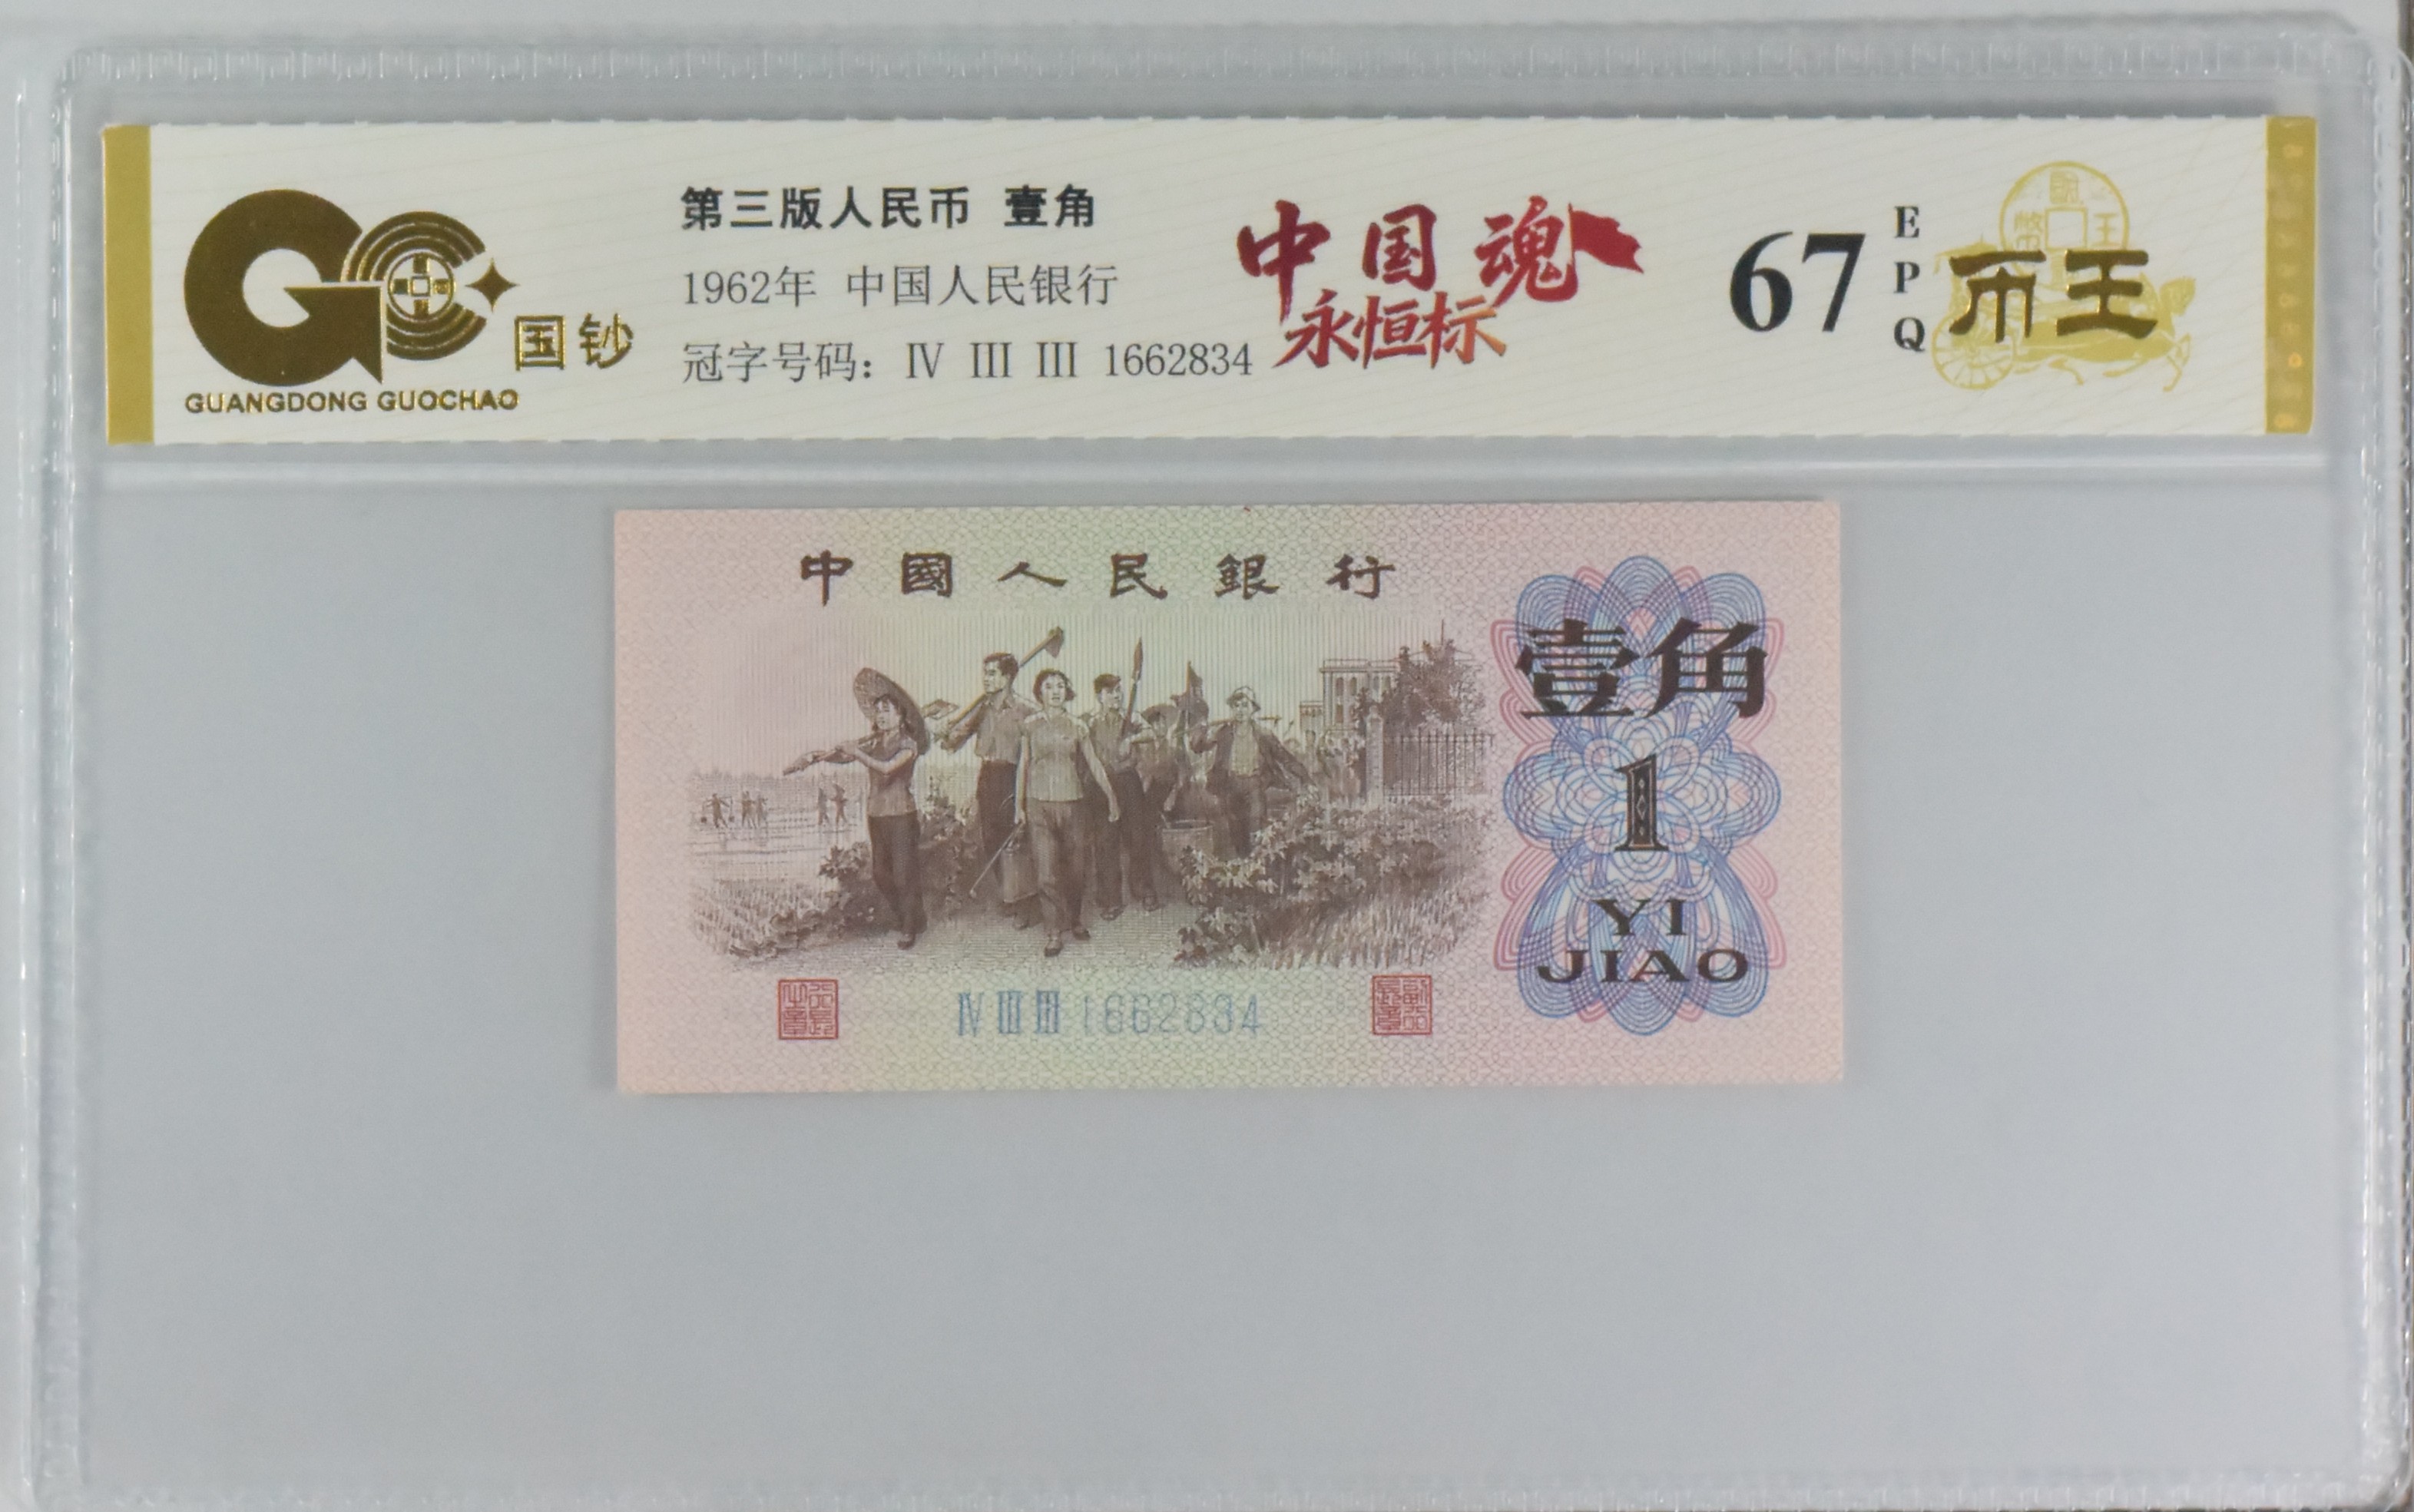 国钞
GUANGDONG GUOCHAO
第三版人民币 壹角
1962年 中国人民银行
冠字号码：Ⅳ Ⅲ Ⅲ 1662834
中国魂
永恒标
67
EPQ
币王
中國人民銀行
壹角
1
YI
JIAO
Ⅳ Ⅲ Ⅲ 1662834